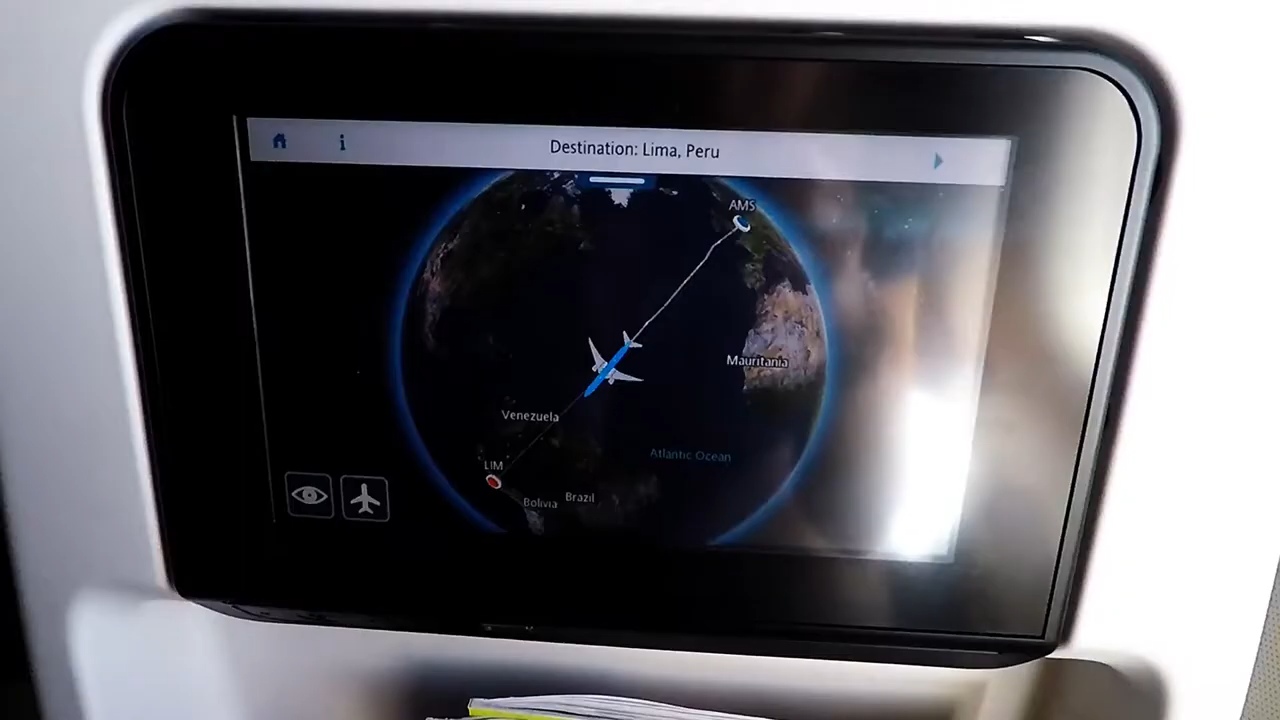 i
Destination: Lima, Peru
AMS
Mauritania
Venezuela
Atlantic Ocean
LIM
Bolivia
Brazil